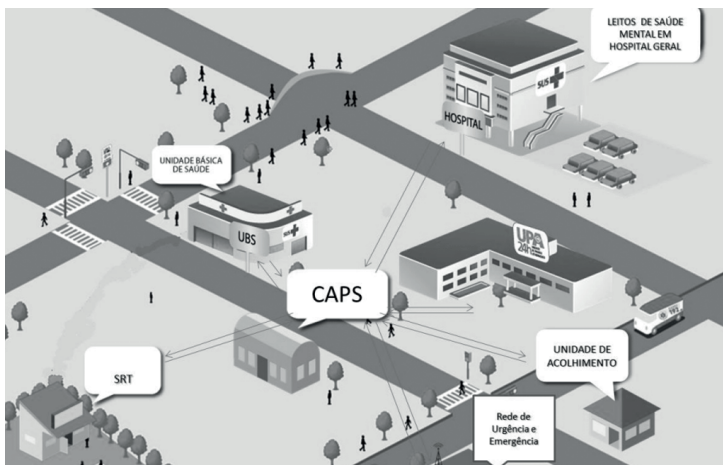 LEITOS DE SAÚDE
MENTAL EM
HOSPITAL GERAL
SUS
HOSPITAL
UNIDADE BÁSICA
DE SAÚDE
UBS
SUS
UPA
24h
CAPS
SRT
UNIDADE DE
ACOLHIMENTO
Rede de
Urgência e
Emergência